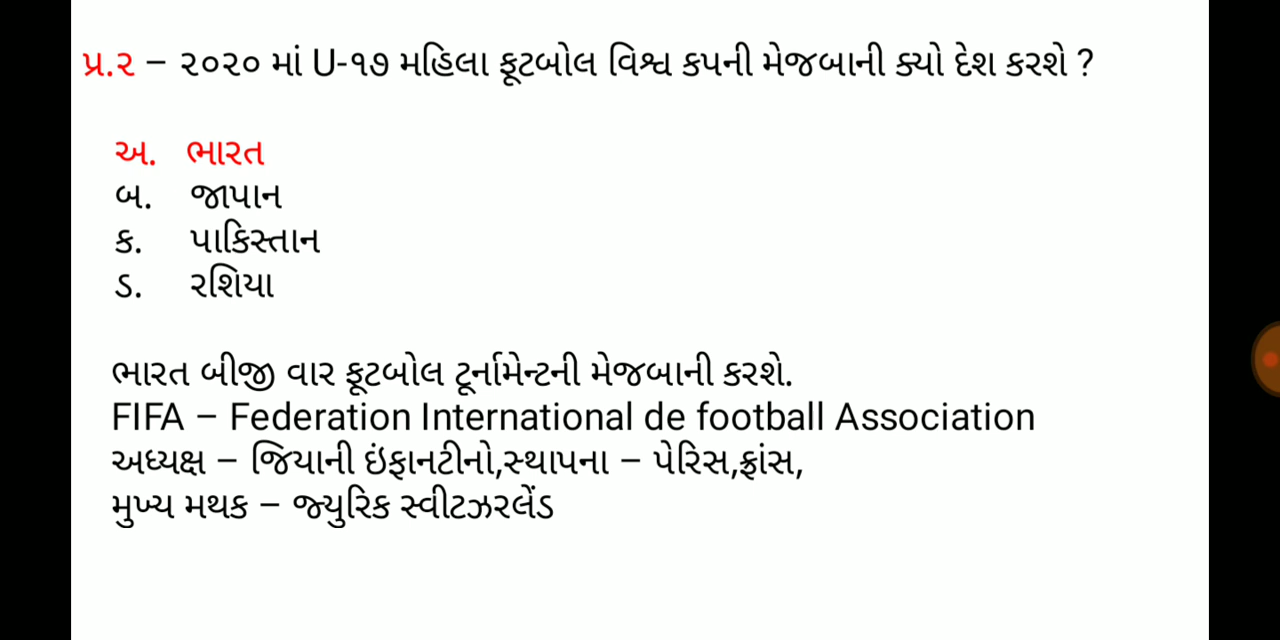 પ્ર.૨ – ૨૦૨૦ માં U-૧૭ મહિલા ફૂટબોલ વિશ્વ કપની મેજબાની ક્યો દેશ કરશે ?
અ. ભારત
બ. જાપાન
ક. પાકિસ્તાન
ડ. રશિયા
ભારત બીજી વાર ફૂટબોલ ટૂર્નામેન્ટની મેજબાની કરશે.
FIFA – Federation International de football Association
અધ્યક્ષ – જિયાની ઇંફાનટીનો,સ્થાપના – પેરિસ,ફ્રાંસ,
મુખ્ય મથક – જ્યુરિક સ્વીટઝરલેંડ